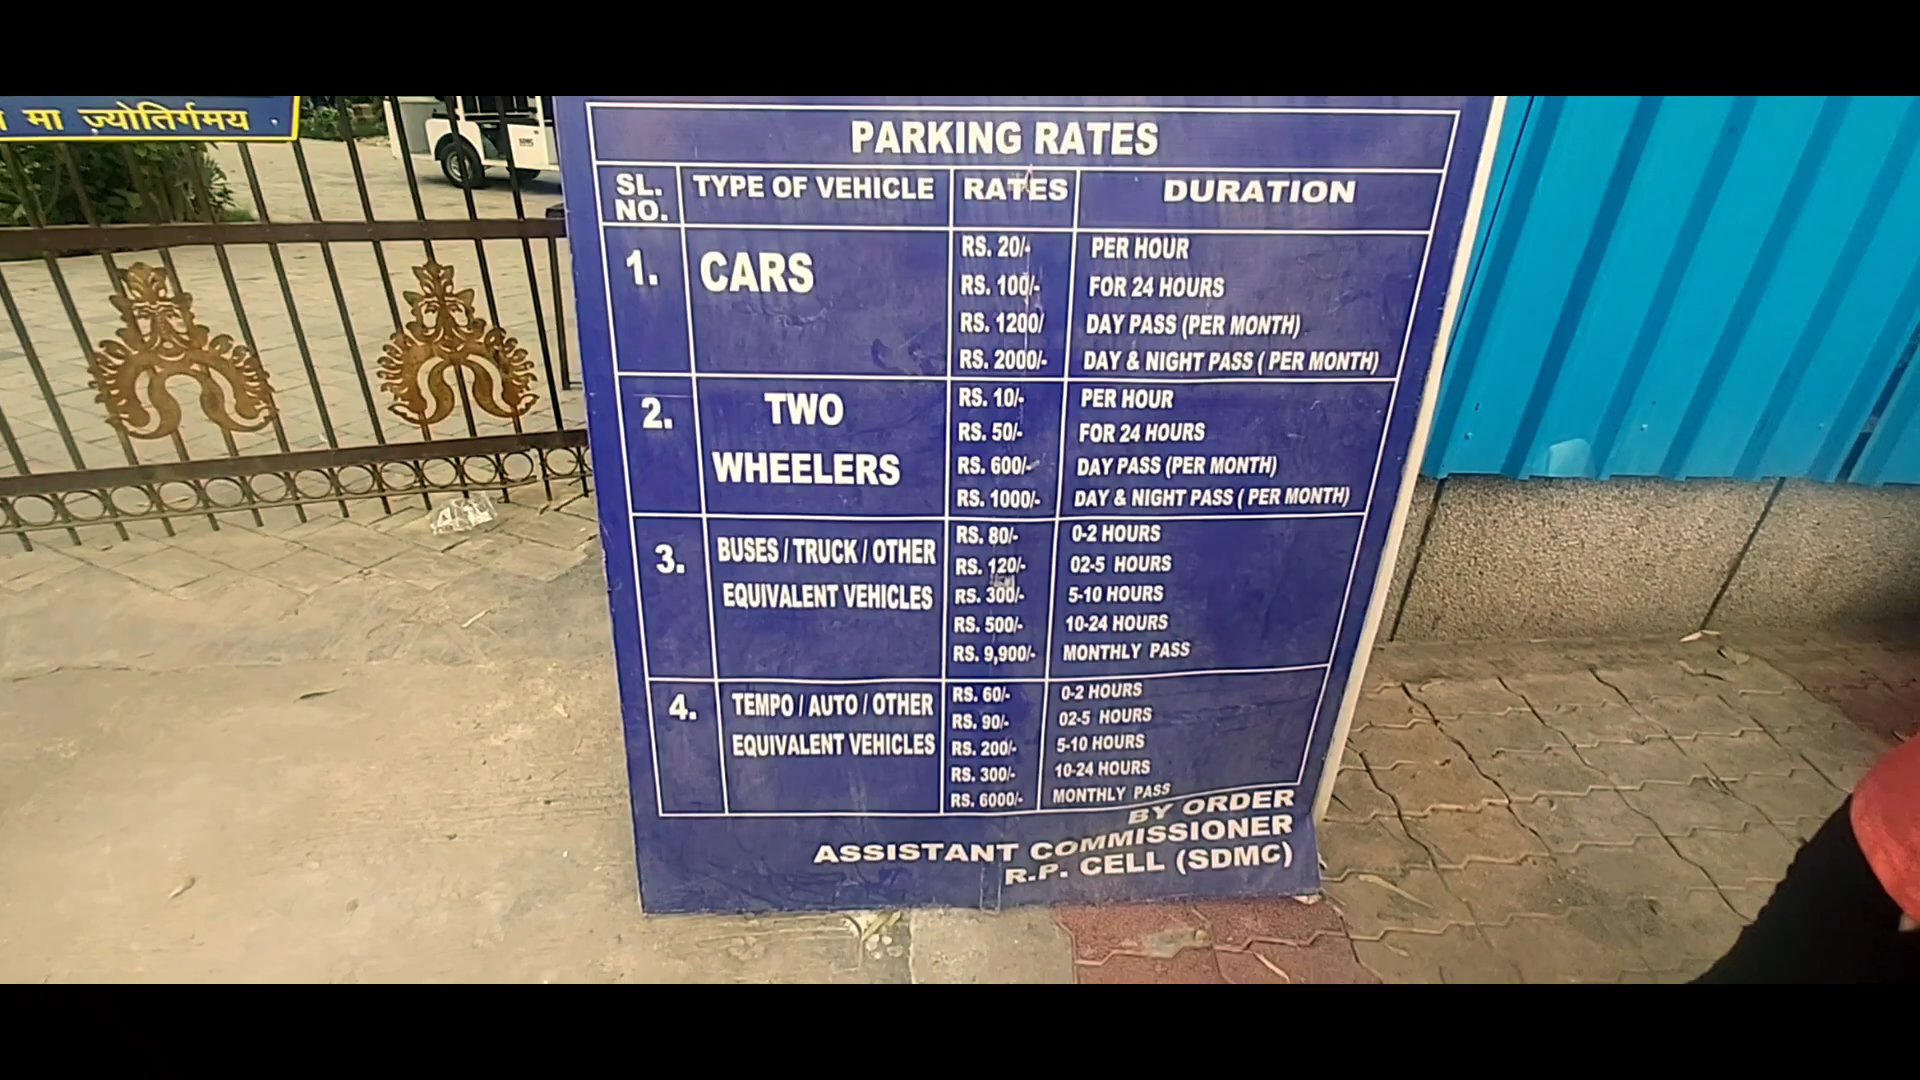 मा ज्योतिर्गमय
PARKING RATES
SL. NO. TYPE OF VEHICLE RATES DURATION
1. CARS
RS. 20/- PER HOUR
RS. 100/- FOR 24 HOURS
RS. 1200/ DAY PASS (PER MONTH)
RS. 2000/- DAY & NIGHT PASS ( PER MONTH)
2. TWO WHEELERS
RS. 10/- PER HOUR
RS. 50/- FOR 24 HOURS
RS. 600/- DAY PASS (PER MONTH)
RS. 1000/- DAY & NIGHT PASS ( PER MONTH)
3. BUSES / TRUCK / OTHER
EQUIVALENT VEHICLES
RS. 80/- 0-2 HOURS
RS. 120/- 02-5 HOURS
RS. 300/- 5-10 HOURS
RS. 500/- 10-24 HOURS
RS. 9,900/- MONTHLY PASS
4. TEMPO / AUTO / OTHER
EQUIVALENT VEHICLES
RS. 60/- 0-2 HOURS
RS. 90/- 02-5 HOURS
RS. 200/- 5-10 HOURS
RS. 300/- 10-24 HOURS
RS. 6000/- MONTHLY PASS
BY ORDER
ASSISTANT COMMISSIONER
R.P. CELL (SDMC)